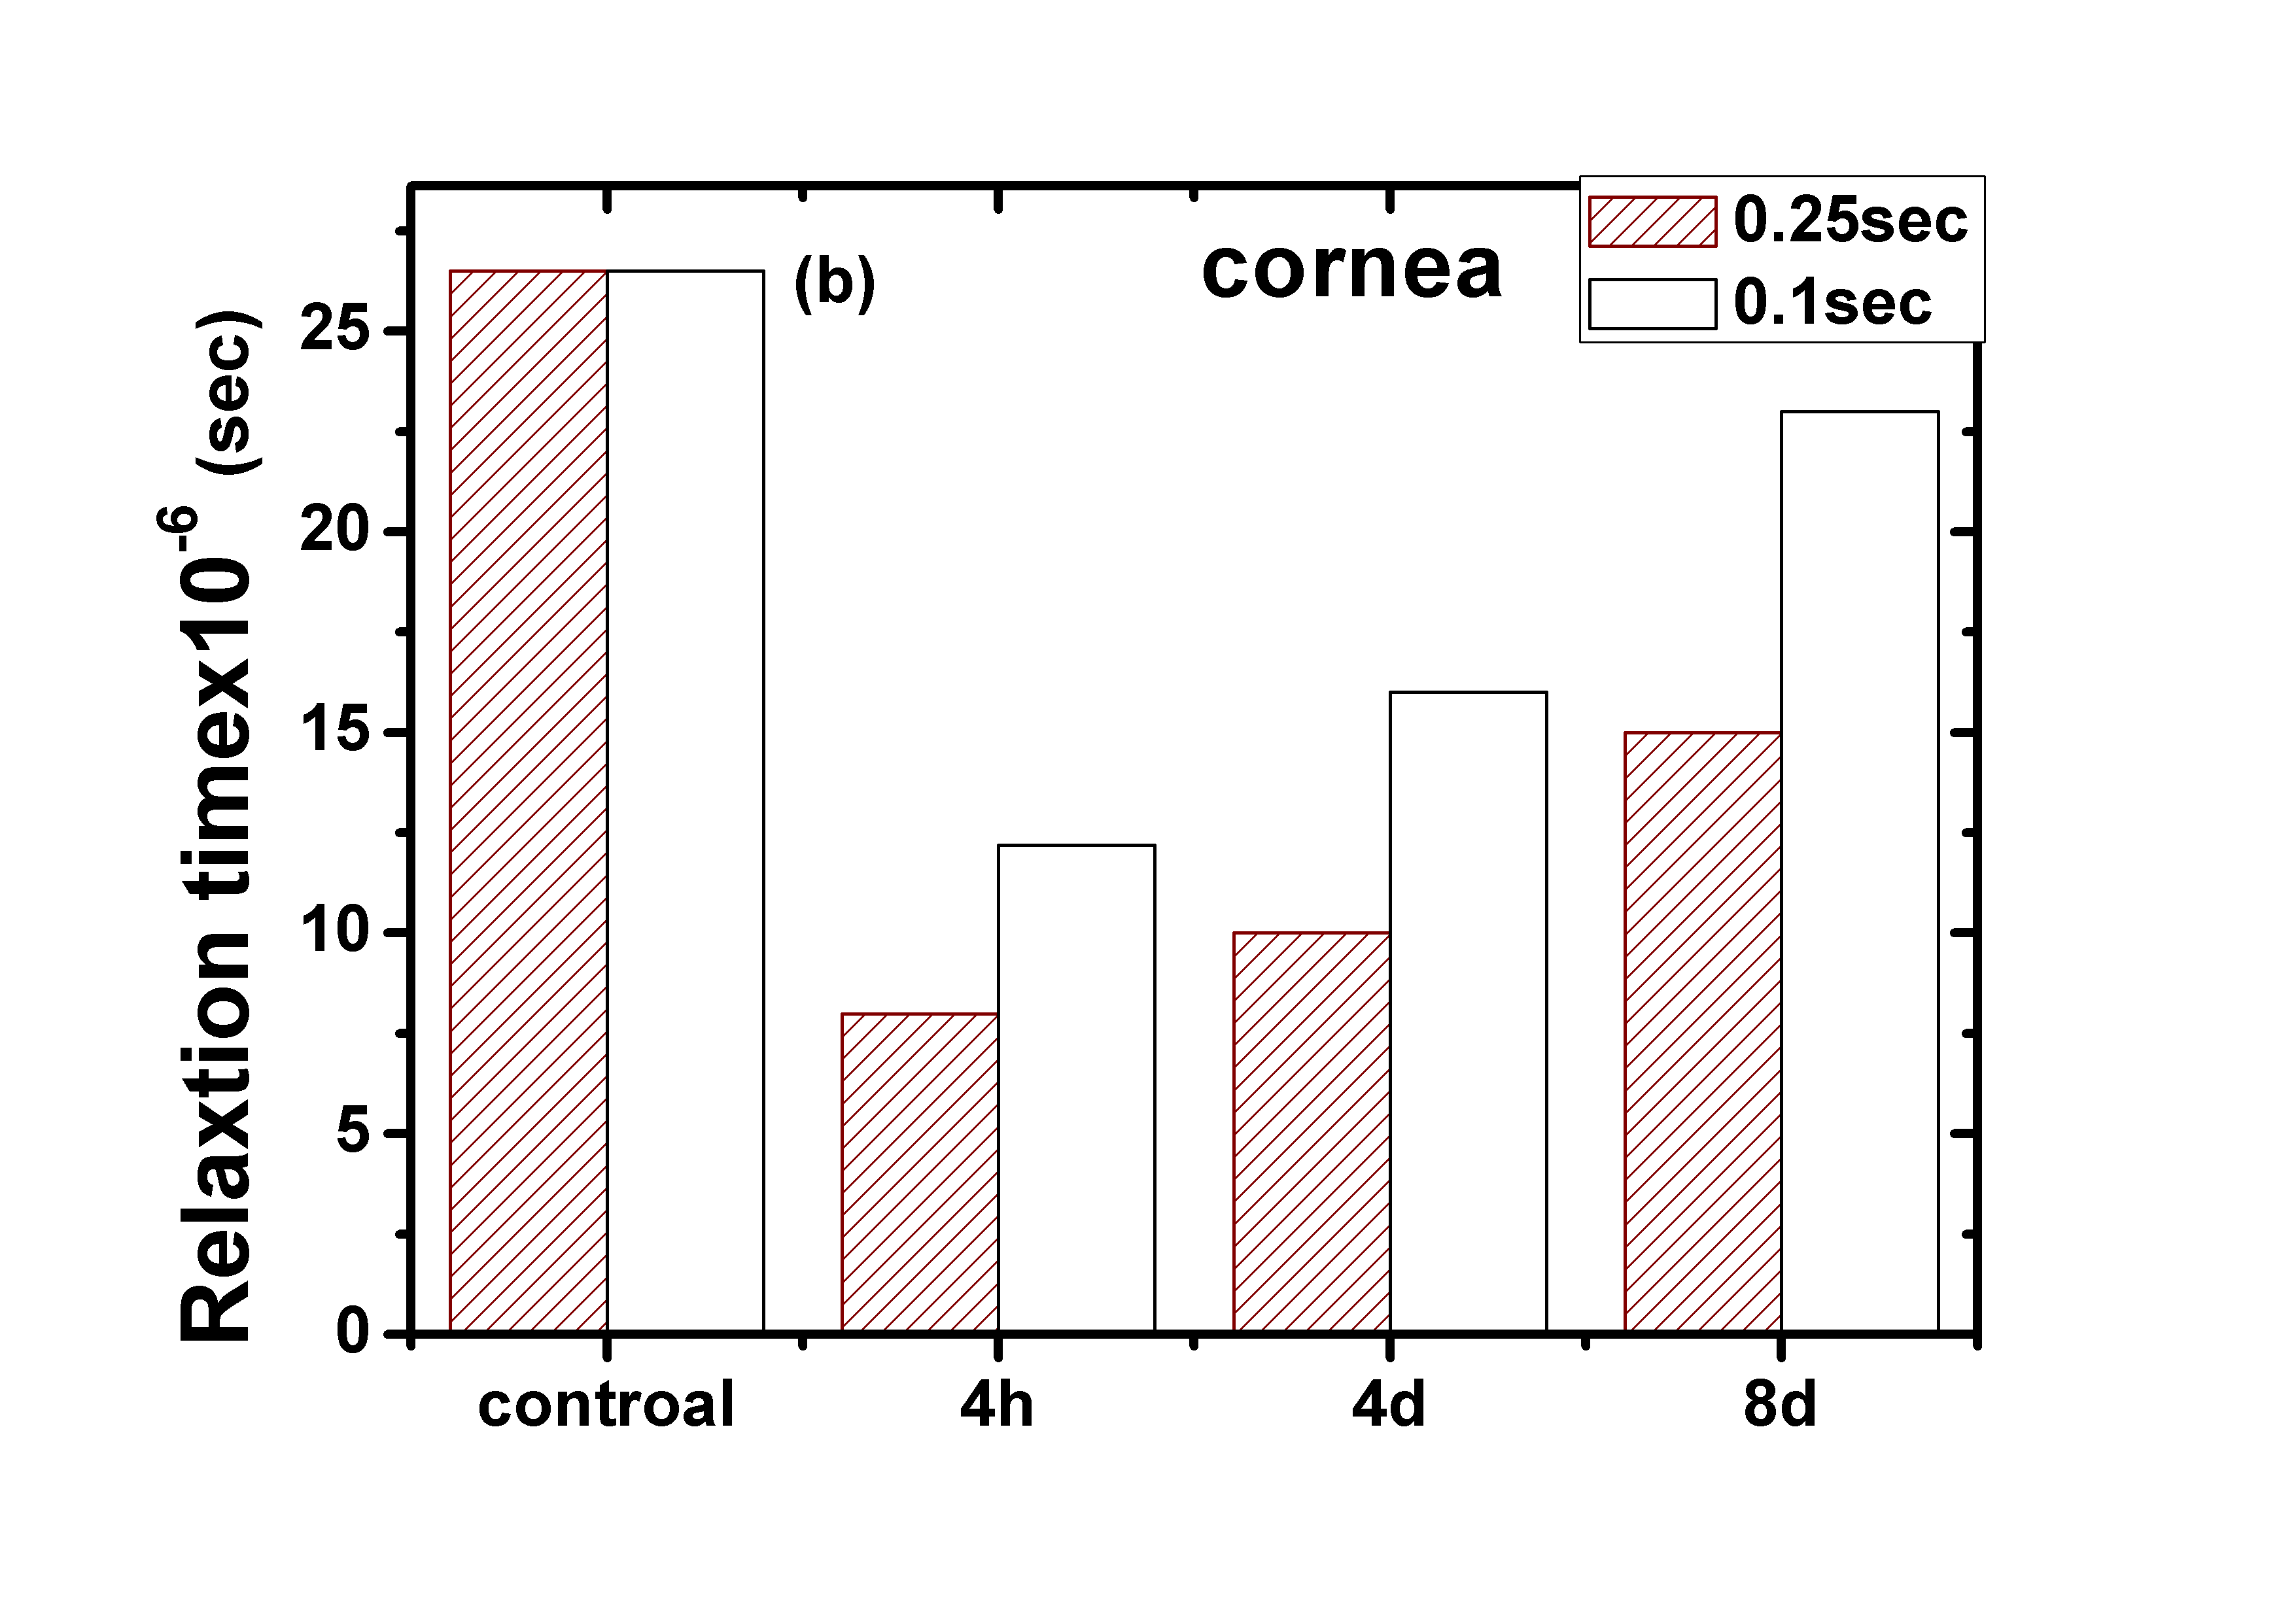 0.25sec
0.1sec
(b)
cornea
Relaxtion timex10⁻⁶ (sec)
25
20
15
10
5
0
controal
4h
4d
8d